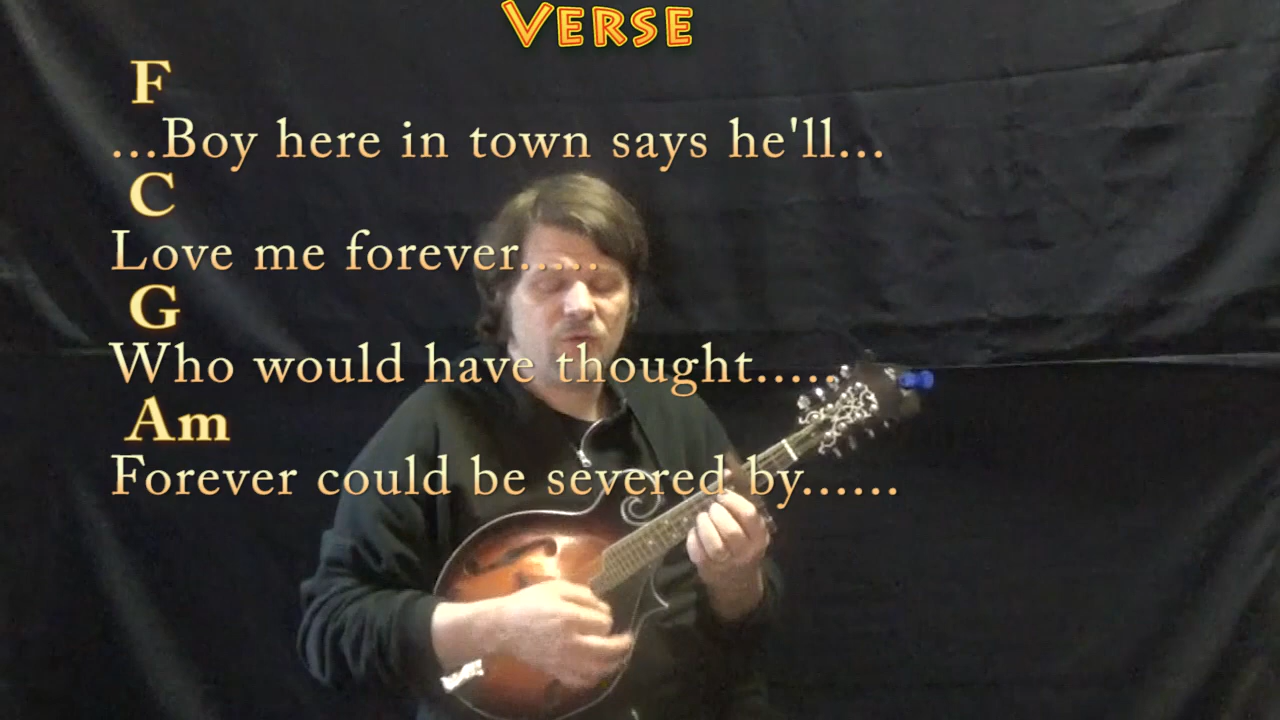 VERSE
F
...Boy here in town says he'll...
C
Love me forever.....
G
Who would have thought.....
Am
Forever could be severed by......